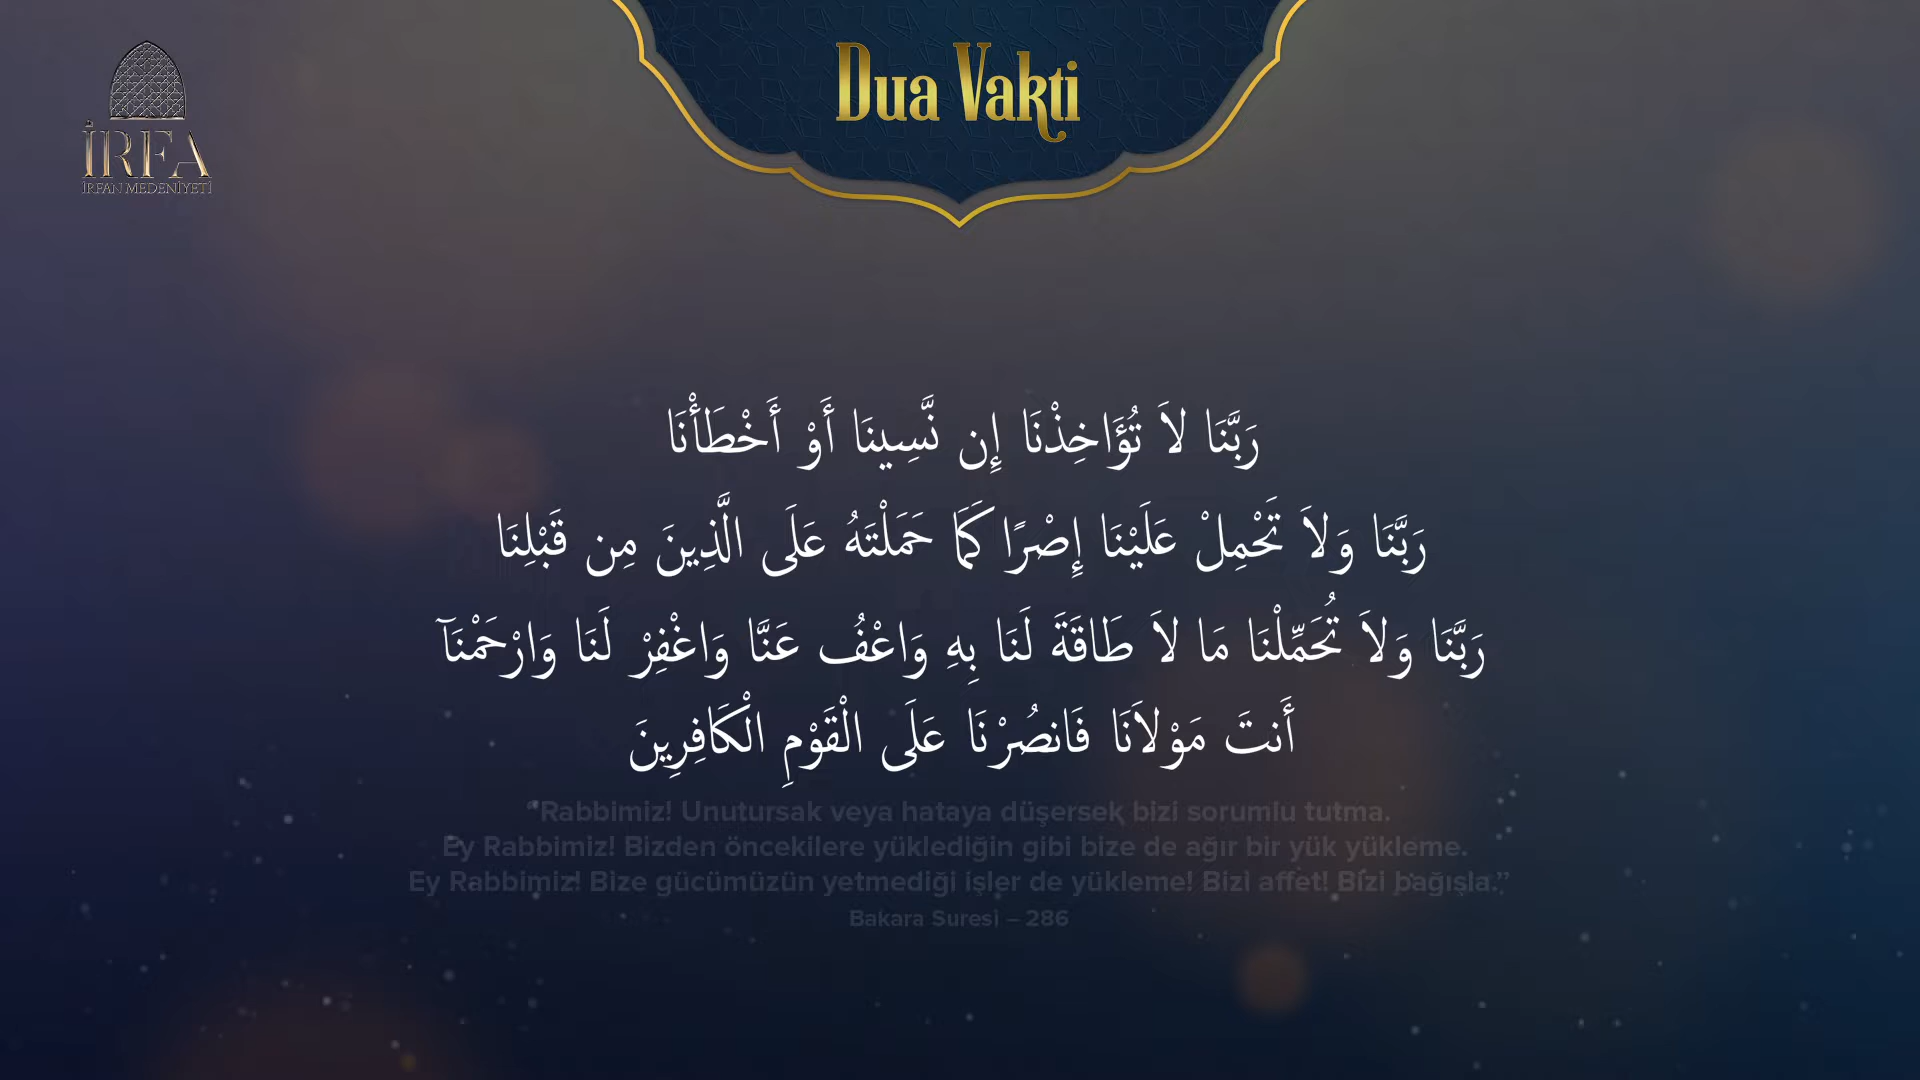 Dua Vakti
İRFA
İRFAN MEDENİYETİ
رَبَّنَا لاَ تُؤَاخِذْنَا إِن نَّسِينَا أَوْ أَخْطَأْنَا
رَبَّنَا وَلاَ تَحْمِلْ عَلَيْنَا إِصْرًا كَمَا حَمَلْتَهُ عَلَى الَّذِينَ مِن قَبْلِنَا
رَبَّنَا وَلاَ تُحَمِّلْنَا مَا لاَ طَاقَةَ لَنَا بِهِ وَاعْفُ عَنَّا وَاغْفِرْ لَنَا وَارْحَمْنَآ
أَنتَ مَوْلاَنَا فَانصُرْنَا عَلَى الْقَوْمِ الْكَافِرِينَ
“Rabbimiz! Unutursak veya hataya düşersek bizi sorumlu tutma.
Ey Rabbimiz! Bizden öncekilere yüklediğin gibi bize de ağır bir yük yükleme.
Ey Rabbimiz! Bize gücümüzün yetmediği işler de yükleme! Bizi affet! Bizi bağışla.”
Bakara Suresi – 286